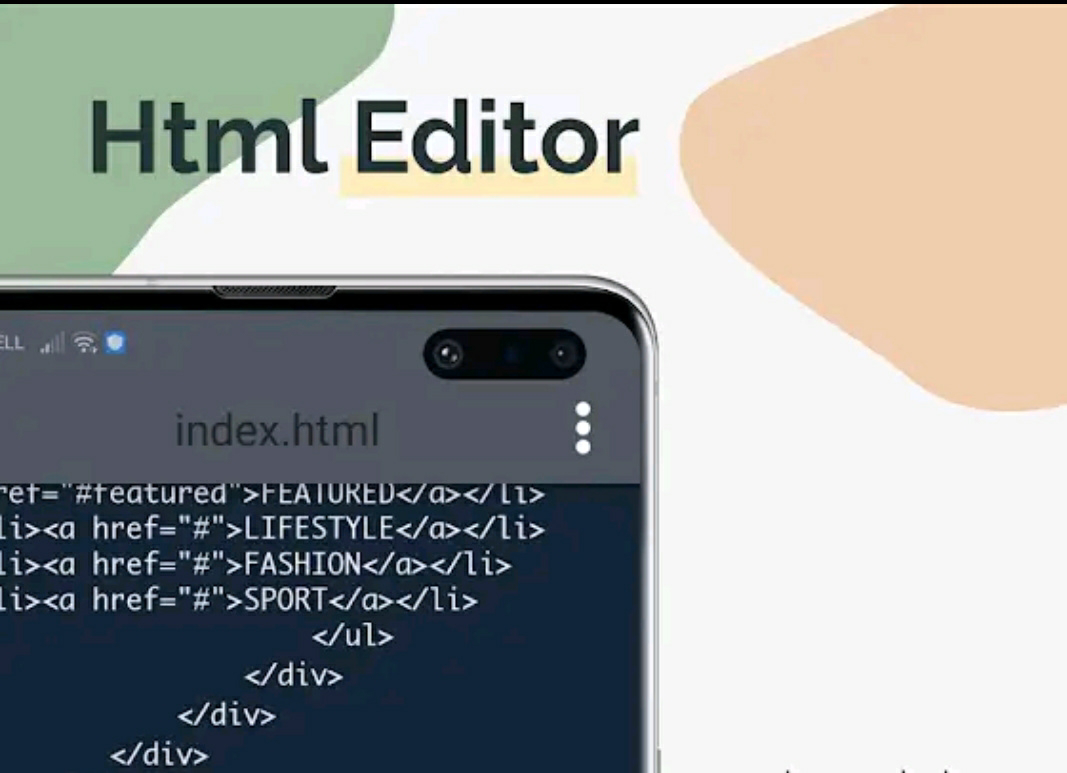 Html Editor
ELL
index.html
ref="#featured">FEATURED</a></li>
li><a href="#">LIFESTYLE</a></li>
li><a href="#">FASHION</a></li>
li><a href="#">SPORT</a></li>
</ul>
</div>
</div>
</div>